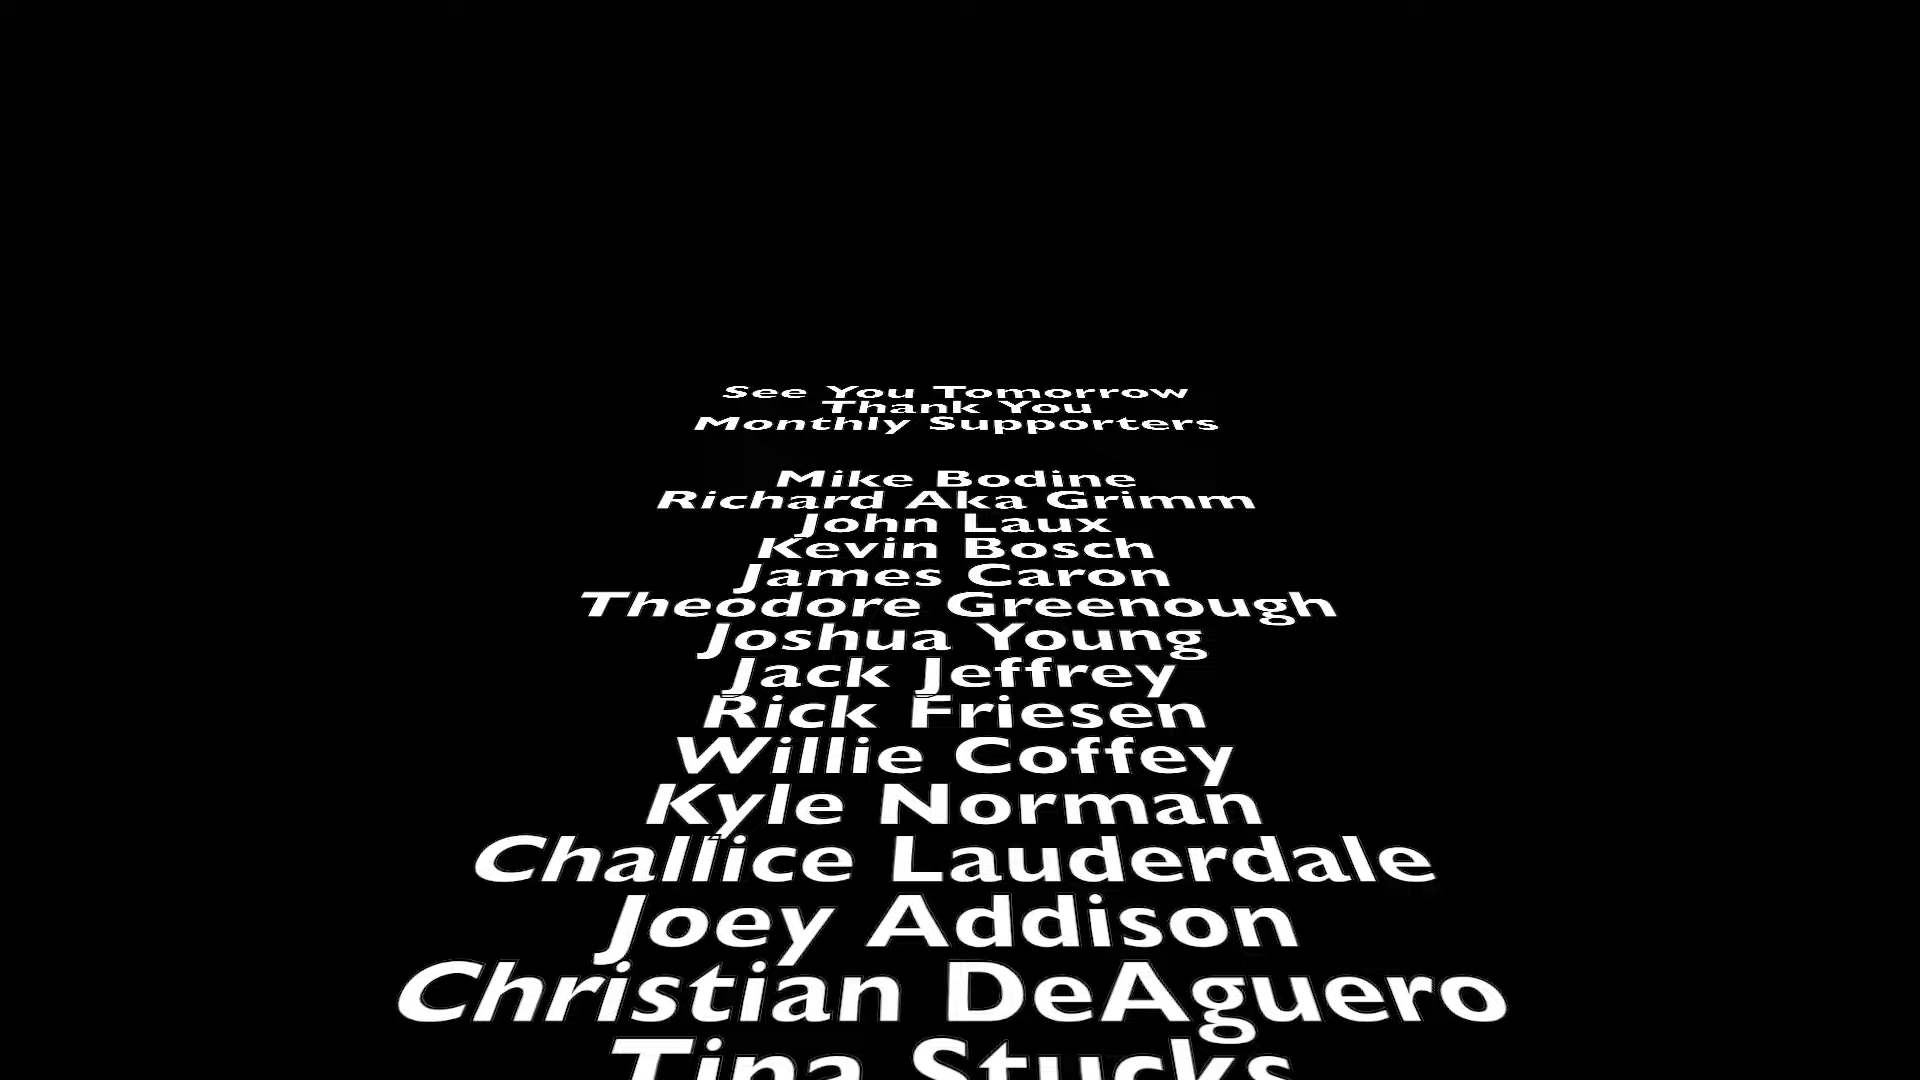 See You Tomorrow
Thank You
Monthly Supporters
Mike Bodine
Richard Aka Grimm
John Laux
Kevin Bosch
James Caron
Theodore Greenough
Joshua Young
Jack Jeffrey
Rick Friesen
Willie Coffey
Kyle Norman
Challice Lauderdale
Joey Addison
Christian DeAguero
Tina Stucks